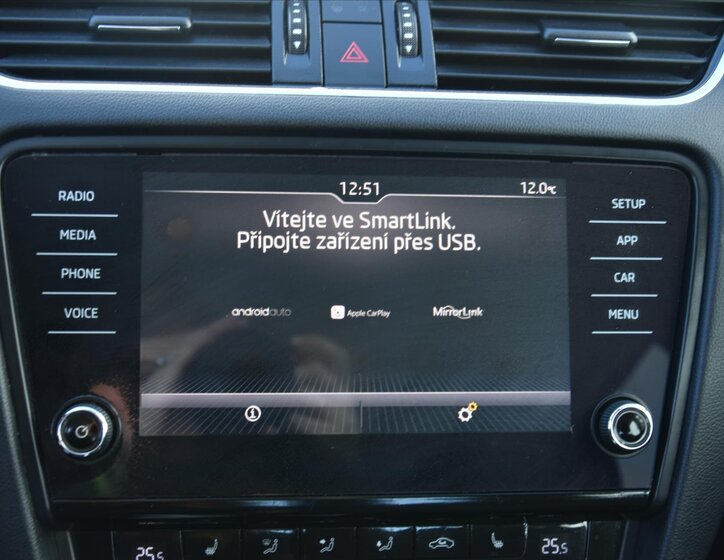 12:51
12.0℃
RADIO
MEDIA
PHONE
VOICE
Vítejte ve SmartLink.
Připojte zařízení přes USB.
androidauto
Apple CarPlay
MirrorLink
SETUP
APP
CAR
MENU
25.5
25.5